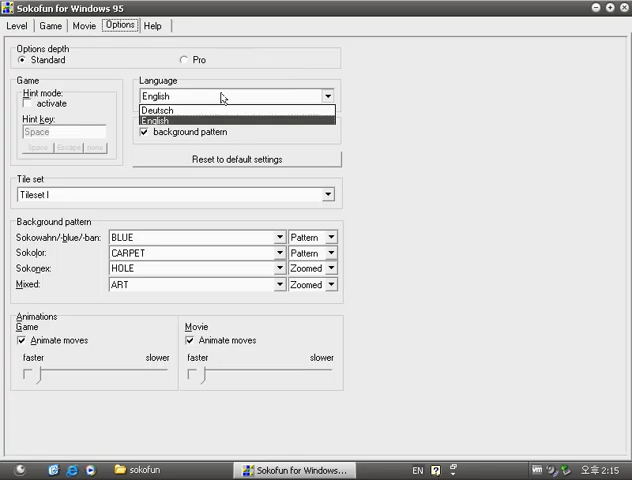 Sokofun for Windows 95
Level Game Movie Options Help
Options depth
Standard Pro
Game
Hint mode:
activate
Hint key:
Space
Space Escape none
Language
English
Deutsch
English
background pattern
Reset to default settings
Tile set
Tileset I
Background pattern
Sokowahn/-blue/-ban: BLUE Pattern
Sokolor: CARPET Pattern
Sokonex: HOLE Zoomed
Mixed: ART Zoomed
Animations
Game
Animate moves
faster slower
Movie
Animate moves
faster slower
sokofun Sokofun for Windows... EN 오후 2:15